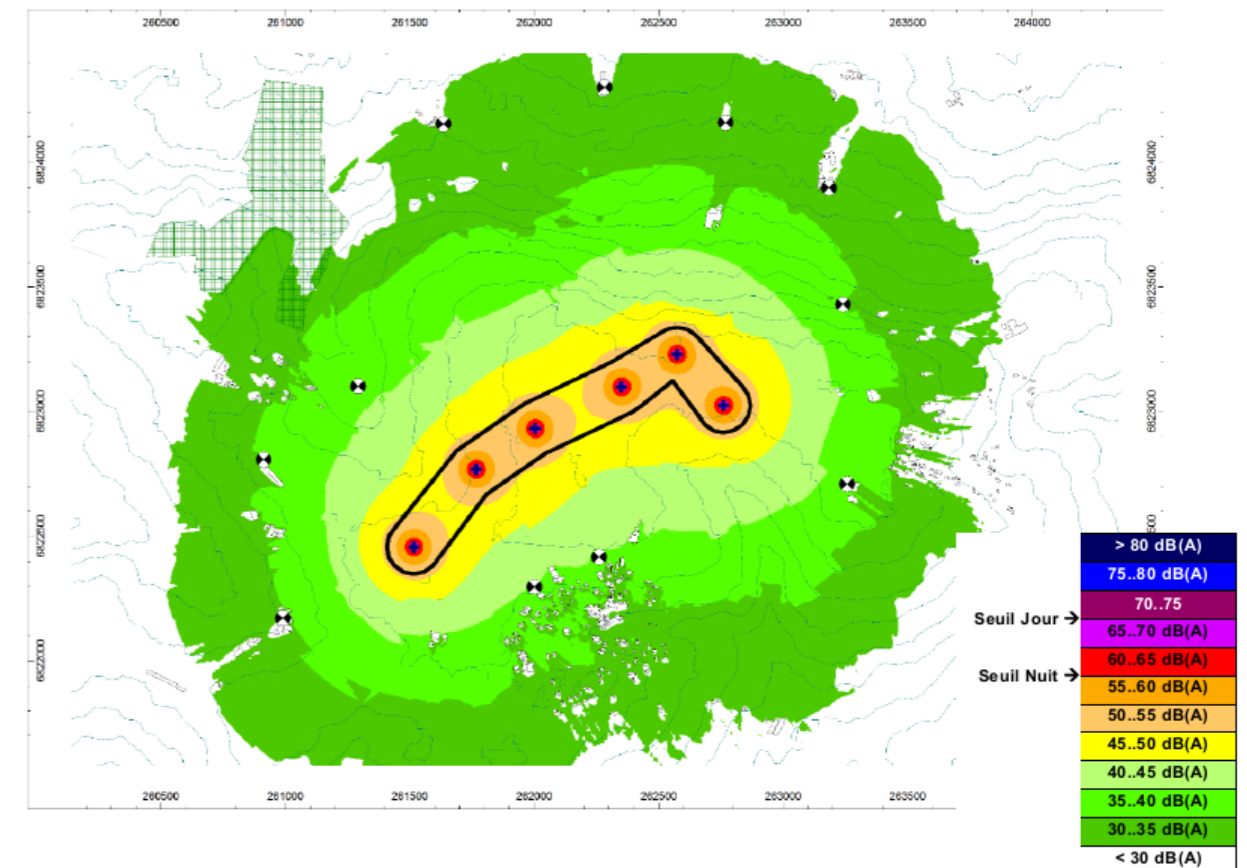 260500 261000 261500 262000 262500 263000 263500 264000
6824000 6824000
6823500 6823500
6823000 6823000
6822500 500
6822000
260500 261000 261500 262000 262500 263000 263500
> 80 dB(A)
75..80 dB(A)
70..75
Seuil Jour →
65..70 dB(A)
60..65 dB(A)
Seuil Nuit →
55..60 dB(A)
50..55 dB(A)
45..50 dB(A)
40..45 dB(A)
35..40 dB(A)
30..35 dB(A)
< 30 dB(A)